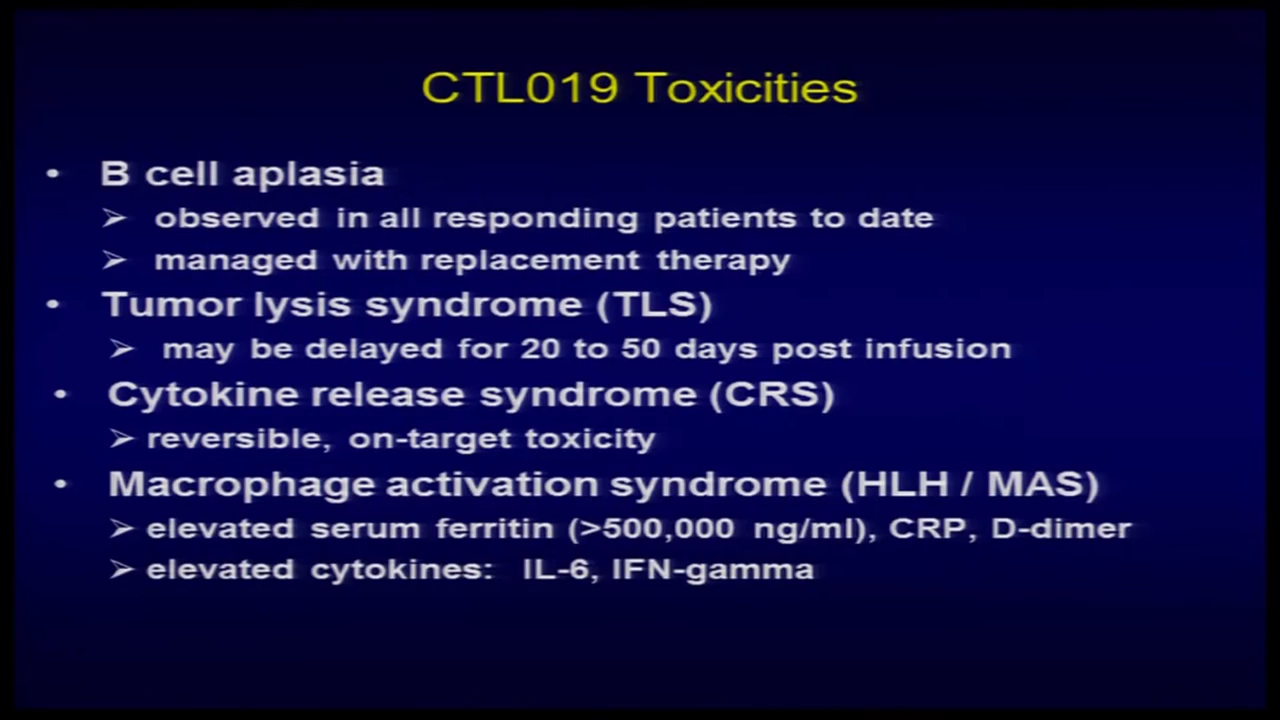 CTL019 Toxicities
• B cell aplasia
➢ observed in all responding patients to date
➢ managed with replacement therapy
• Tumor lysis syndrome (TLS)
➢ may be delayed for 20 to 50 days post infusion
• Cytokine release syndrome (CRS)
➢ reversible, on-target toxicity
• Macrophage activation syndrome (HLH / MAS)
➢ elevated serum ferritin (>500,000 ng/ml), CRP, D-dimer
➢ elevated cytokines: IL-6, IFN-gamma